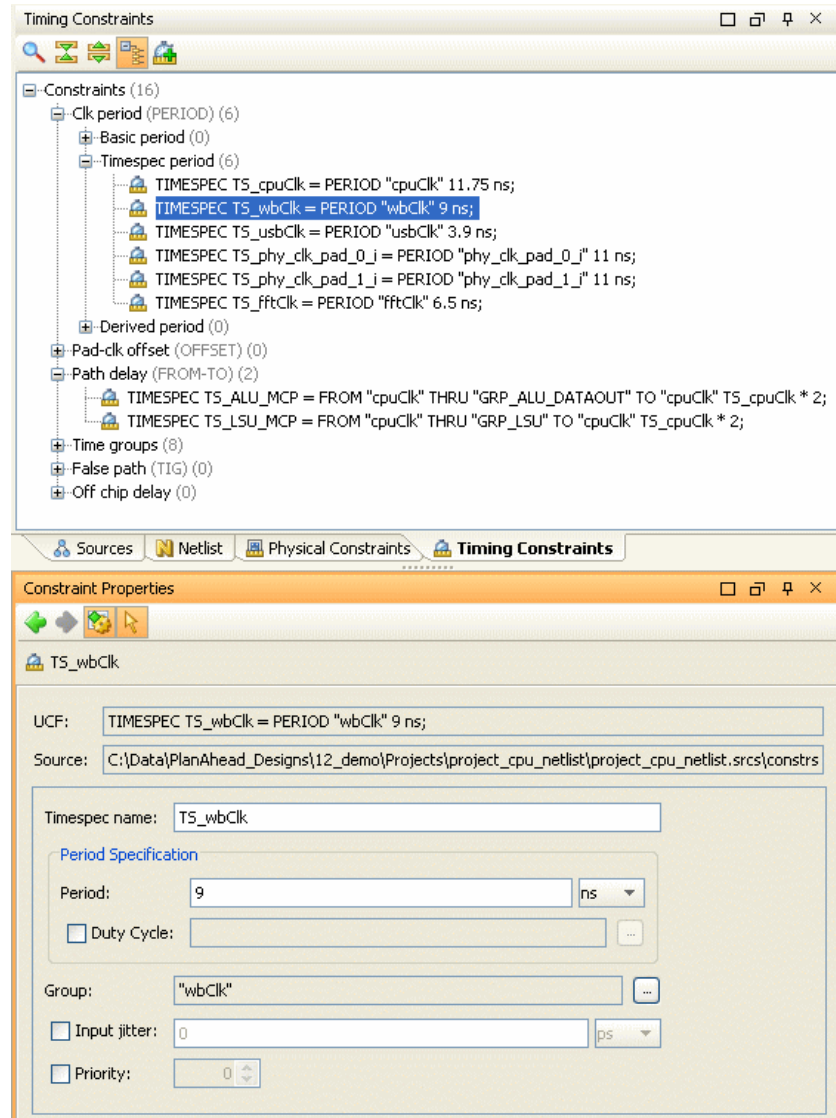 Timing Constraints
Constraints (16)
Clk period (PERIOD) (6)
Basic period (0)
Timespec period (6)
TIMESPEC TS_cpuClk = PERIOD "cpuClk" 11.75 ns;
TIMESPEC TS_wbClk = PERIOD "wbClk" 9 ns;
TIMESPEC TS_usbClk = PERIOD "usbClk" 3.9 ns;
TIMESPEC TS_phy_clk_pad_0_i = PERIOD "phy_clk_pad_0_i" 11 ns;
TIMESPEC TS_phy_clk_pad_1_i = PERIOD "phy_clk_pad_1_i" 11 ns;
TIMESPEC TS_fftClk = PERIOD "fftClk" 6.5 ns;
Derived period (0)
Pad-clk offset (OFFSET) (0)
Path delay (FROM-TO) (2)
TIMESPEC TS_ALU_MCP = FROM "cpuClk" THRU "GRP_ALU_DATAOUT" TO "cpuClk" TS_cpuClk * 2;
TIMESPEC TS_LSU_MCP = FROM "cpuClk" THRU "GRP_LSU" TO "cpuClk" TS_cpuClk * 2;
Time groups (8)
False path (TIG) (0)
Off chip delay (0)
Sources Netlist Physical Constraints Timing Constraints
Constraint Properties
TS_wbClk
UCF: TIMESPEC TS_wbClk = PERIOD "wbClk" 9 ns;
Source: C:\Data\PlanAhead_Designs\12_demo\Projects\project_cpu_netlist\project_cpu_netlist.srcs\constrs
Timespec name: TS_wbClk
Period Specification
Period: 9 ns
Duty Cycle: ...
Group: "wbClk" ...
Input jitter: 0 ps
Priority: 0